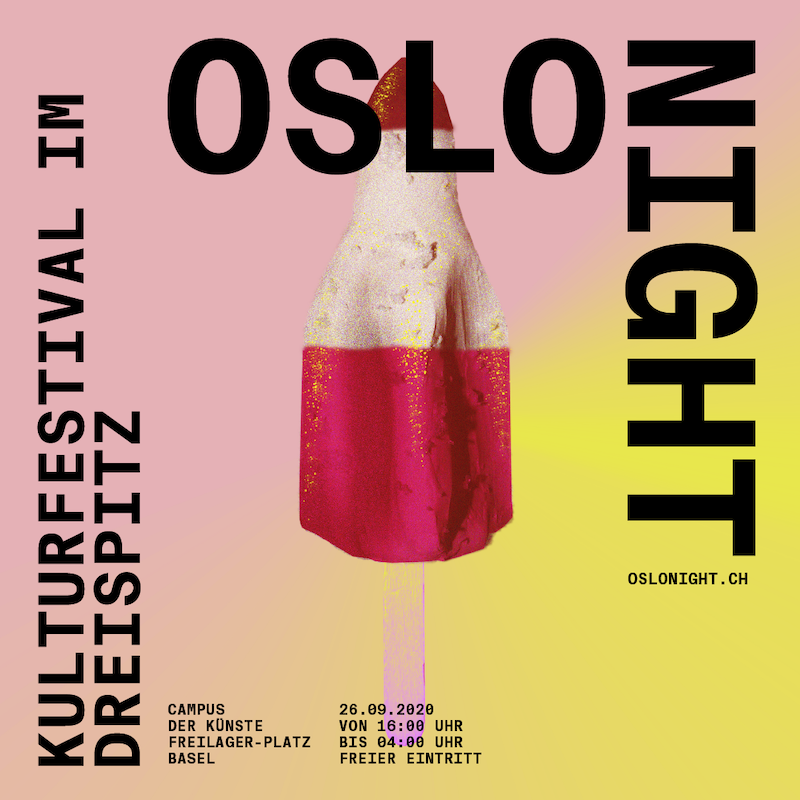 OSLO
NIGHT
KULTURFESTIVAL IM
DREISPITZ
OSLONIGHT.CH
CAMPUS
DER KÜNSTE
FREILAGER-PLATZ
BASEL
26.09.2020
VON 16:00 UHR
BIS 04:00 UHR
FREIER EINTRITT